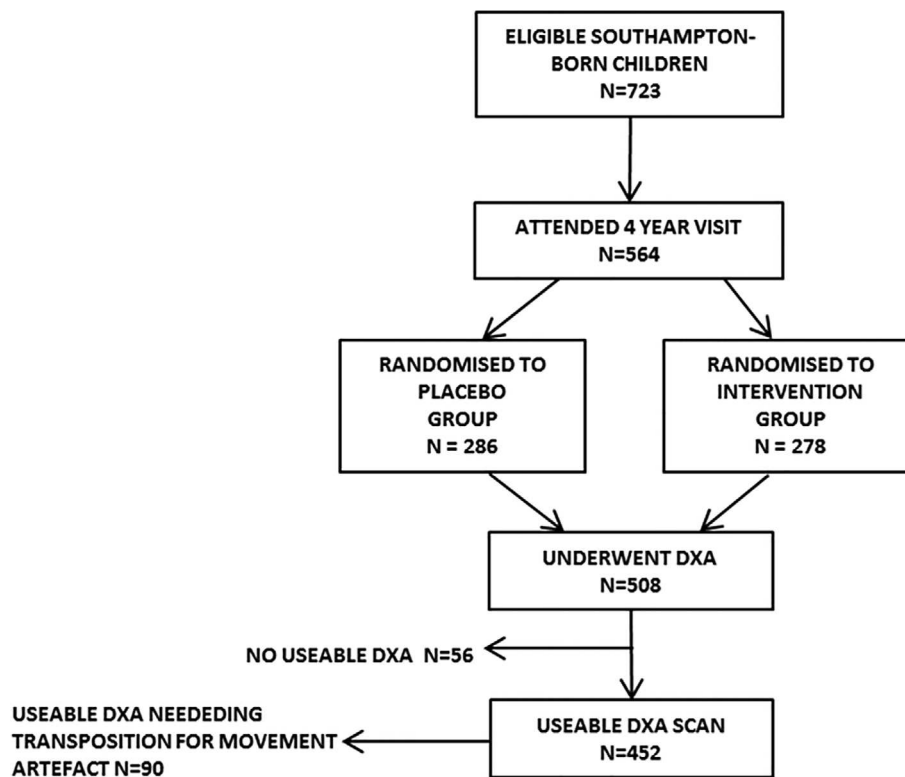 ELIGIBLE SOUTHAMPTON-
BORN CHILDREN
N=723
ATTENDED 4 YEAR VISIT
N=564
RANDOMISED TO
PLACEBO
GROUP
N = 286
RANDOMISED TO
INTERVENTION
GROUP
N = 278
UNDERWENT DXA
N=508
NO USEABLE DXA N=56
USEABLE DXA SCAN
N=452
USEABLE DXA NEEDEDING
TRANSPOSITION FOR MOVEMENT
ARTEFACT N=90